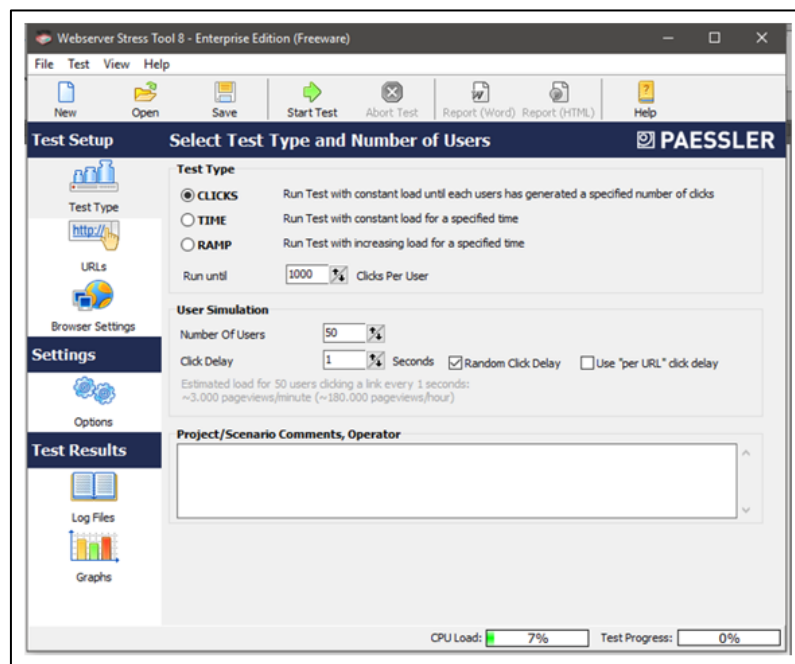 Webserver Stress Tool 8 - Enterprise Edition (Freeware)
File Test View Help
New Open Save Start Test Abort Test Report (Word) Report (HTML) Help
Test Setup
Select Test Type and Number of Users
PAESSLER
Test Type
http://
URLs
Browser Settings
Settings
Options
Test Results
Log Files
Graphs
Test Type
CLICKS Run Test with constant load until each users has generated a specified number of clicks
TIME Run Test with constant load for a specified time
RAMP Run Test with increasing load for a specified time
Run until 1000 Clicks Per User
User Simulation
Number Of Users 50
Click Delay 1 Seconds Random Click Delay Use "per URL" click delay
Estimated load for 50 users clicking a link every 1 seconds:
~3.000 pageviews/minute (~180.000 pageviews/hour)
Project/Scenario Comments, Operator
CPU Load: 7% Test Progress: 0%